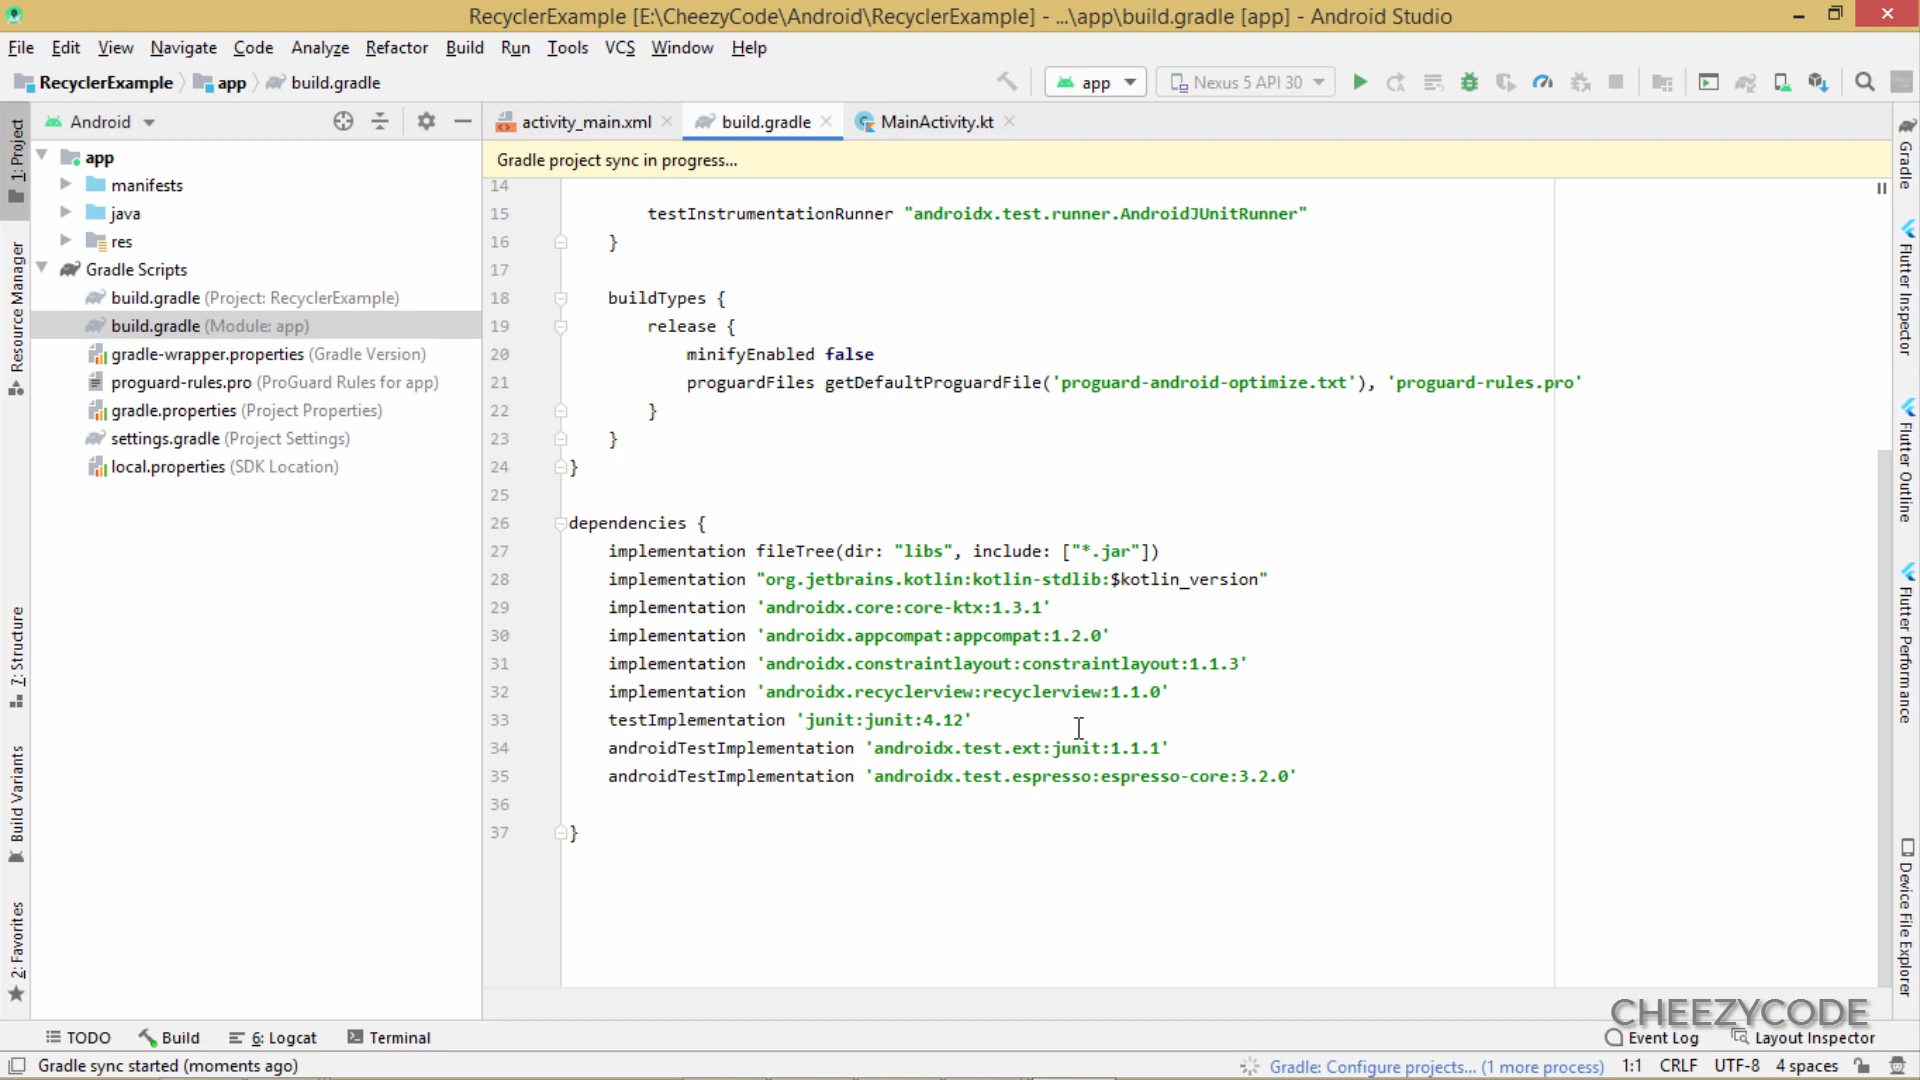 RecyclerExample [E:\CheezyCode\Android\RecyclerExample] - ...\app\build.gradle [app] - Android Studio
File Edit View Navigate Code Analyze Refactor Build Run Tools VCS Window Help
RecyclerExample app build.gradle
app Nexus 5 API 30
Android
activity_main.xml build.gradle MainActivity.kt
Gradle project sync in progress...
1: Project
Resource Manager
7: Structure
Build Variants
2: Favorites
app
manifests
java
res
Gradle Scripts
build.gradle (Project: RecyclerExample)
build.gradle (Module: app)
gradle-wrapper.properties (Gradle Version)
proguard-rules.pro (ProGuard Rules for app)
gradle.properties (Project Properties)
settings.gradle (Project Settings)
local.properties (SDK Location)
14
15 testInstrumentationRunner "androidx.test.runner.AndroidJUnitRunner"
16 }
17
18 buildTypes {
19 release {
20 minifyEnabled false
21 proguardFiles getDefaultProguardFile('proguard-android-optimize.txt'), 'proguard-rules.pro'
22 }
23 }
24 }
25
26 dependencies {
27 implementation fileTree(dir: "libs", include: ["*.jar"])
28 implementation "org.jetbrains.kotlin:kotlin-stdlib:$kotlin_version"
29 implementation 'androidx.core:core-ktx:1.3.1'
30 implementation 'androidx.appcompat:appcompat:1.2.0'
31 implementation 'androidx.constraintlayout:constraintlayout:1.1.3'
32 implementation 'androidx.recyclerview:recyclerview:1.1.0'
33 testImplementation 'junit:junit:4.12'
34 androidTestImplementation 'androidx.test.ext:junit:1.1.1'
35 androidTestImplementation 'androidx.test.espresso:espresso-core:3.2.0'
36
37 }
Gradle
Flutter Inspector
Flutter Outline
Flutter Performance
Device File Explorer
CHEEZYCODE
TODO Build 6: Logcat Terminal Event Log Layout Inspector
Gradle sync started (moments ago) Gradle: Configure projects... (1 more process) 1:1 CRLF UTF-8 4 spaces